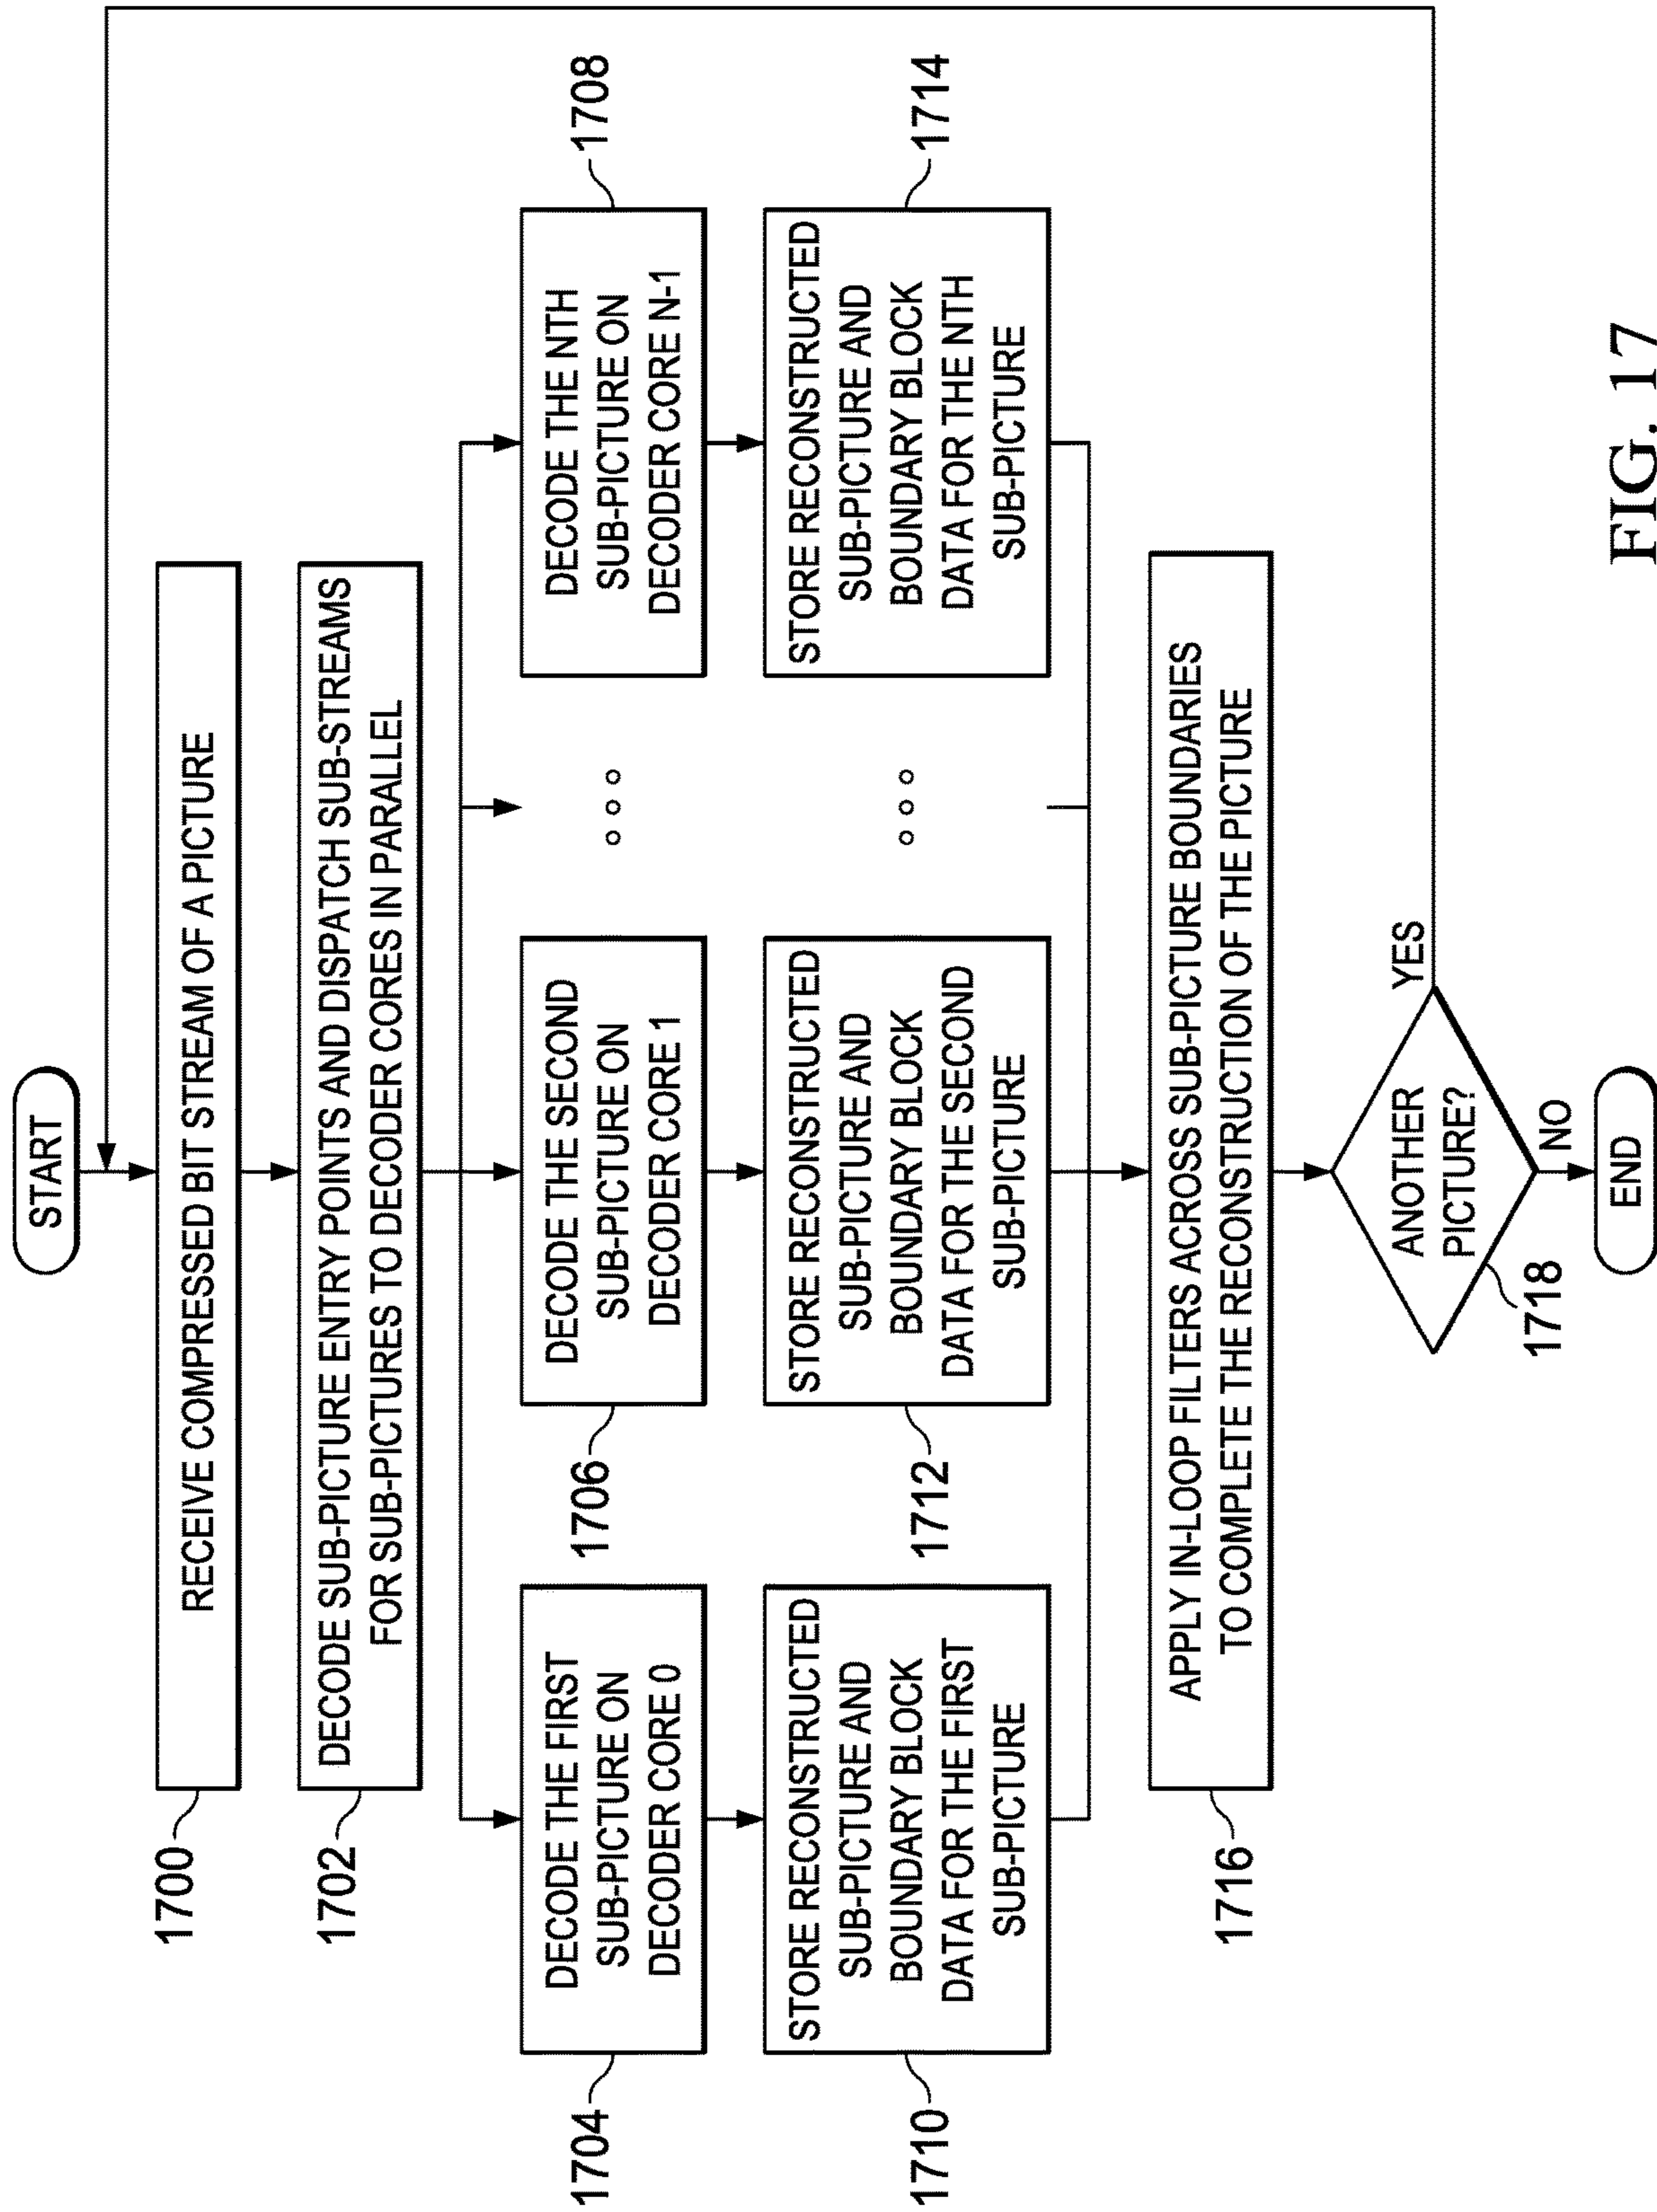 START
1700
RECEIVE COMPRESSED BIT STREAM OF A PICTURE
1702
DECODE SUB-PICTURE ENTRY POINTS AND DISPATCH SUB-STREAMS
FOR SUB-PICTURES TO DECODER CORES IN PARALLEL
1704
DECODE THE FIRST
SUB-PICTURE ON
DECODER CORE 0
1706
DECODE THE SECOND
SUB-PICTURE ON
DECODER CORE 1
DECODE THE NTH
SUB-PICTURE ON
DECODER CORE N-1
1708
1710
STORE RECONSTRUCTED
SUB-PICTURE AND
BOUNDARY BLOCK
DATA FOR THE FIRST
SUB-PICTURE
1712
STORE RECONSTRUCTED
SUB-PICTURE AND
BOUNDARY BLOCK
DATA FOR THE SECOND
SUB-PICTURE
STORE RECONSTRUCTED
SUB-PICTURE AND
BOUNDARY BLOCK
DATA FOR THE NTH
SUB-PICTURE
1714
1716
APPLY IN-LOOP FILTERS ACROSS SUB-PICTURE BOUNDARIES
TO COMPLETE THE RECONSTRUCTION OF THE PICTURE
ANOTHER
PICTURE?
YES
1718
NO
END
FIG. 17